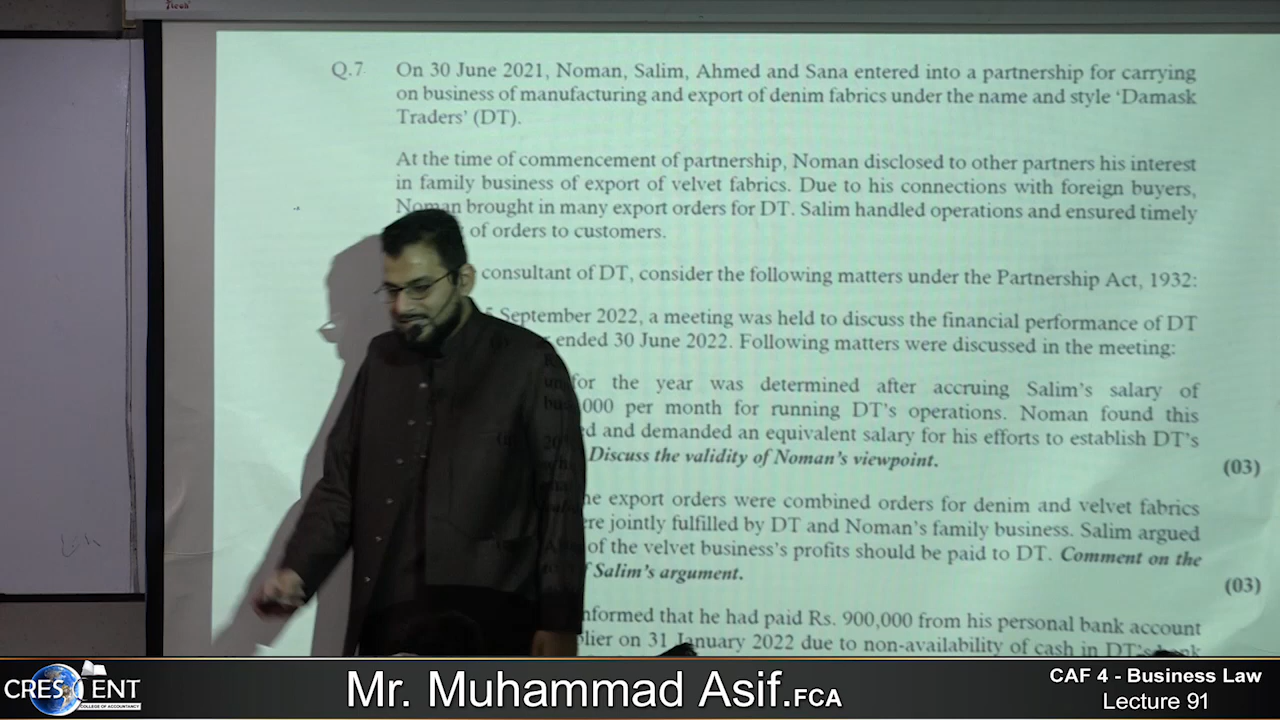 Q.7. On 30 June 2021, Noman, Salim, Ahmed and Sana entered into a partnership for carrying
on business of manufacturing and export of denim fabrics under the name and style ‘Damask
Traders’ (DT).
At the time of commencement of partnership, Noman disclosed to other partners his interest
in family business of export of velvet fabrics. Due to his connections with foreign buyers,
Noman brought in many export orders for DT. Salim handled operations and ensured timely
of orders to customers.
consultant of DT, consider the following matters under the Partnership Act, 1932:
September 2022, a meeting was held to discuss the financial performance of DT
ended 30 June 2022. Following matters were discussed in the meeting:
for the year was determined after accruing Salim’s salary of
000 per month for running DT’s operations. Noman found this
and demanded an equivalent salary for his efforts to establish DT’s
Discuss the validity of Noman’s viewpoint.
(03)
export orders were combined orders for denim and velvet fabrics
jointly fulfilled by DT and Noman’s family business. Salim argued
of the velvet business’s profits should be paid to DT. Comment on the
Salim’s argument.
(03)
informed that he had paid Rs. 900,000 from his personal bank account
on 31 January 2022 due to non-availability of cash in DT’s
CRESCENT
COLLEGE OF ACCOUNTANCY
Mr. Muhammad Asif.FCA
CAF 4 - Business Law
Lecture 91